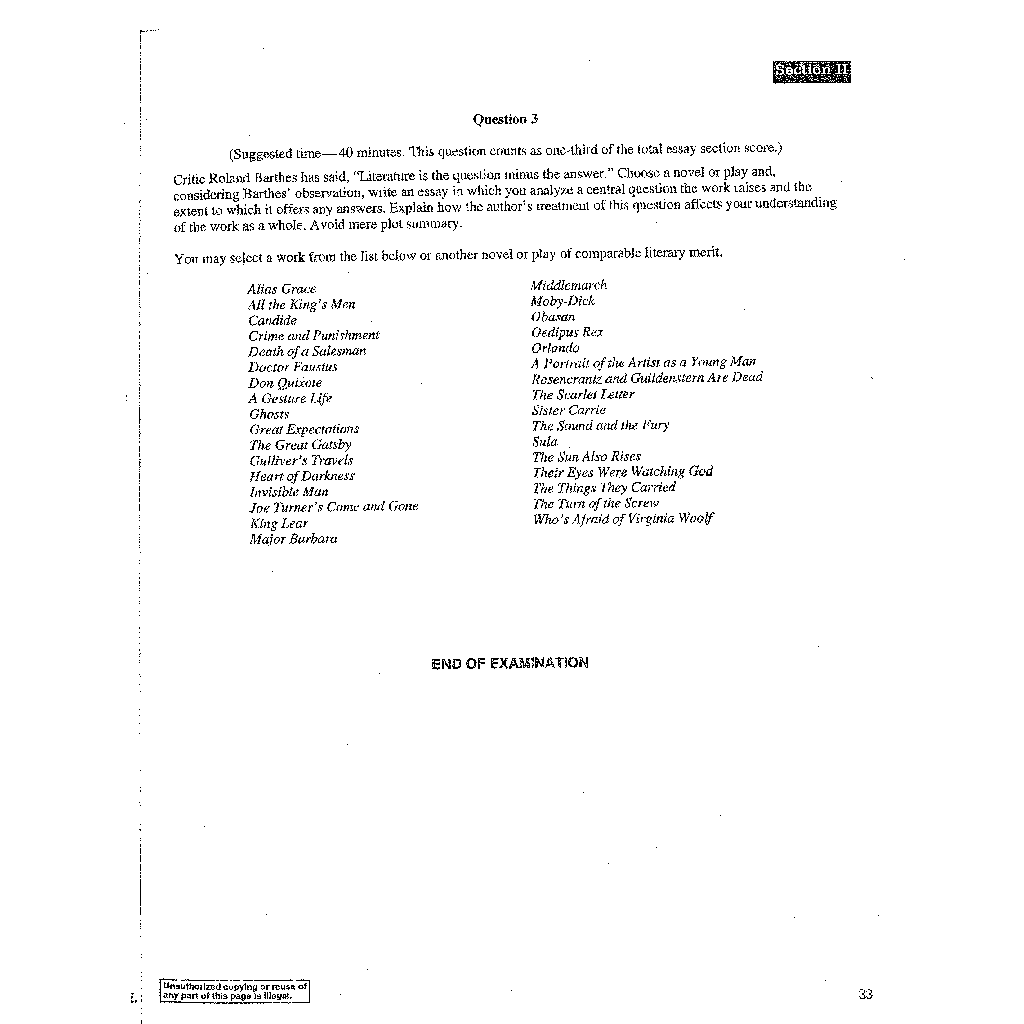 Section II
Question 3
(Suggested time—40 minutes. This question counts as one-third of the total essay section score.)
Critic Roland Barthes has said, "Literature is the question minus the answer." Choose a novel or play and,
considering Barthes' observation, write an essay in which you analyze a central question the work raises and the
extent to which it offers any answers. Explain how the author's treatment of this question affects your understanding
of the work as a whole. Avoid mere plot summary.
You may select a work from the list below or another novel or play of comparable literary merit.
Alias Grace
All the King's Men
Candide
Crime and Punishment
Death of a Salesman
Doctor Faustus
Don Quixote
A Gesture Life
Ghosts
Great Expectations
The Great Gatsby
Gulliver's Travels
Heart of Darkness
Invisible Man
Joe Turner's Come and Gone
King Lear
Major Barbara
Middlemarch
Moby-Dick
Obasan
Oedipus Rex
Orlando
A Portrait of the Artist as a Young Man
Rosencrantz and Guildenstern Are Dead
The Scarlet Letter
Sister Carrie
The Sound and the Fury
Sula
The Sun Also Rises
Their Eyes Were Watching God
The Things They Carried
The Turn of the Screw
Who's Afraid of Virginia Woolf
END OF EXAMINATION
Unauthorized copying or reuse of
any part of this page is illegal.
33